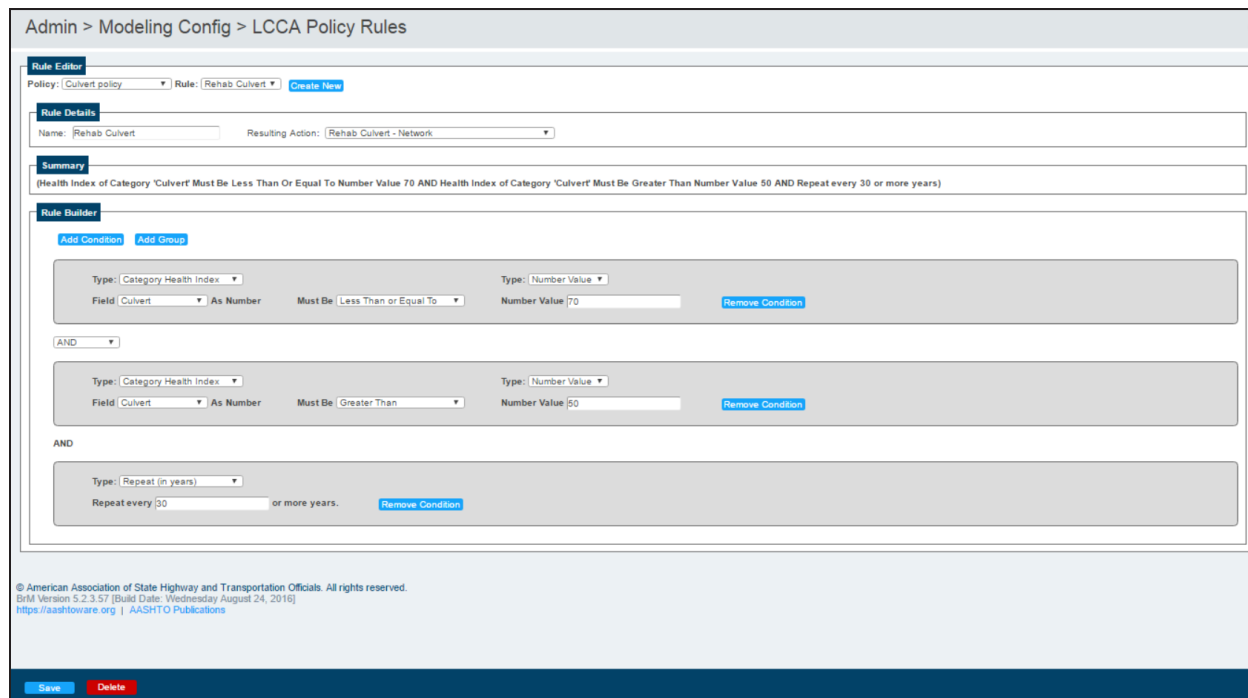 Admin > Modeling Config > LCCA Policy Rules
Rule Editor
Policy: Culvert policy Rule: Rehab Culvert Create New
Rule Details
Name: Rehab Culvert Resulting Action: Rehab Culvert - Network
Summary
(Health Index of Category 'Culvert' Must Be Less Than Or Equal To Number Value 70 AND Health Index of Category 'Culvert' Must Be Greater Than Number Value 50 AND Repeat every 30 or more years)
Rule Builder
Add Condition Add Group
Type: Category Health Index Type: Number Value
Field Culvert As Number Must Be Less Than or Equal To Number Value 70 Remove Condition
AND
Type: Category Health Index Type: Number Value
Field Culvert As Number Must Be Greater Than Number Value 50 Remove Condition
AND
Type: Repeat (in years)
Repeat every 30 or more years. Remove Condition
© American Association of State Highway and Transportation Officials. All rights reserved.
BrM Version 5.2.3.57 [Build Date: Wednesday August 24, 2016]
https://aashtoware.org | AASHTO Publications
Save Delete